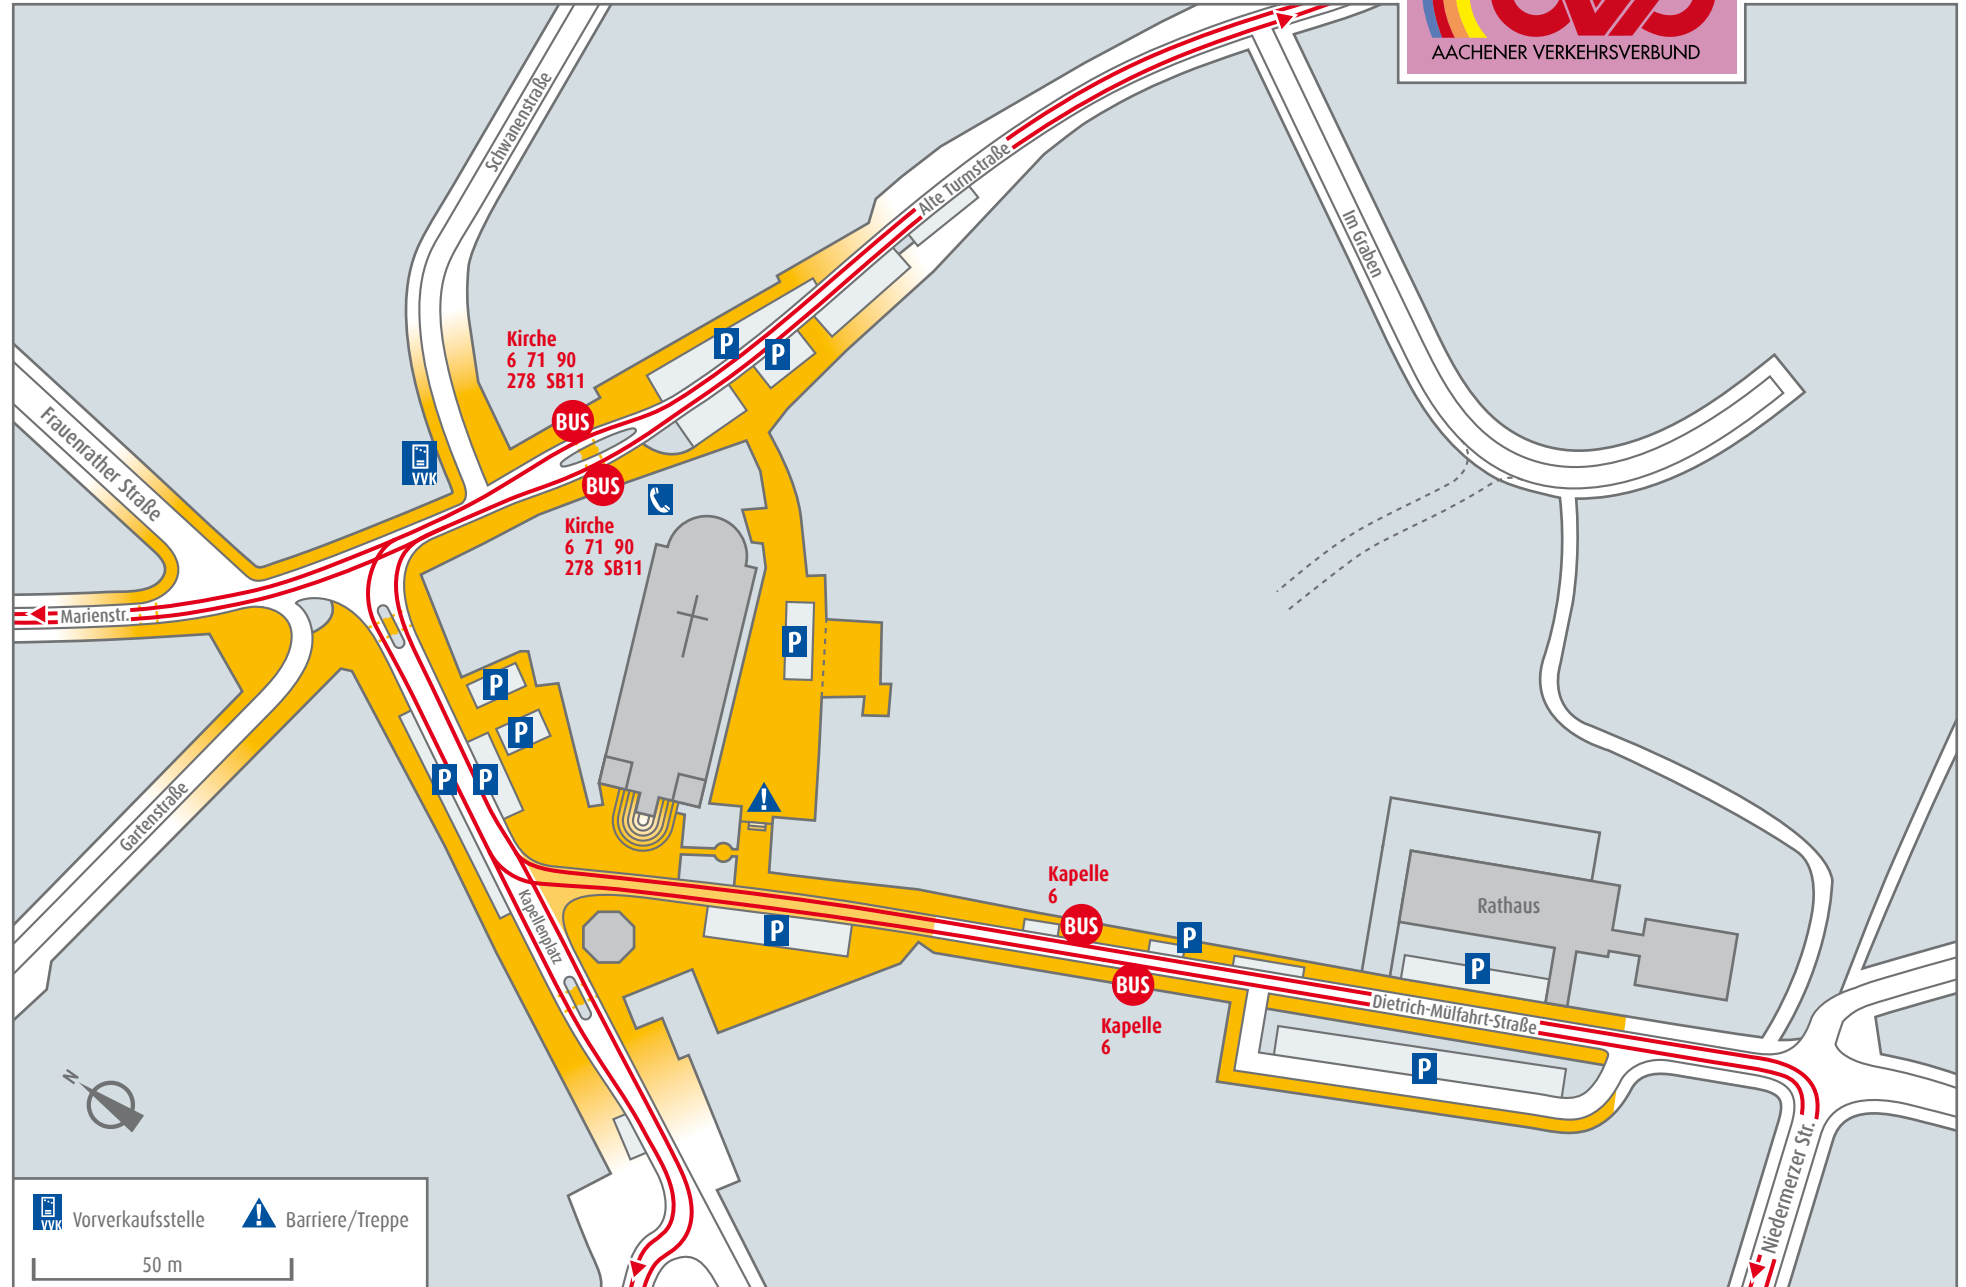 AACHENER VERKEHRSVERBUND
Schwanenstraße
Alte Turmstraße
Im Graben
Kirche
6 71 90
278 SB11
BUS
P
P
Frauenrather Straße
VVK
BUS
Kirche
6 71 90
278 SB11
Marienstr.
P
P
P
P
P
Gartenstraße
!
Kapellenplatz
P
Kapelle
6
BUS
P
Rathaus
P
BUS
Kapelle
6
Dietrich-Mülfahrt-Straße
P
Niedermerzer Str.
N
VVK Vorverkaufsstelle
! Barriere/Treppe
50 m